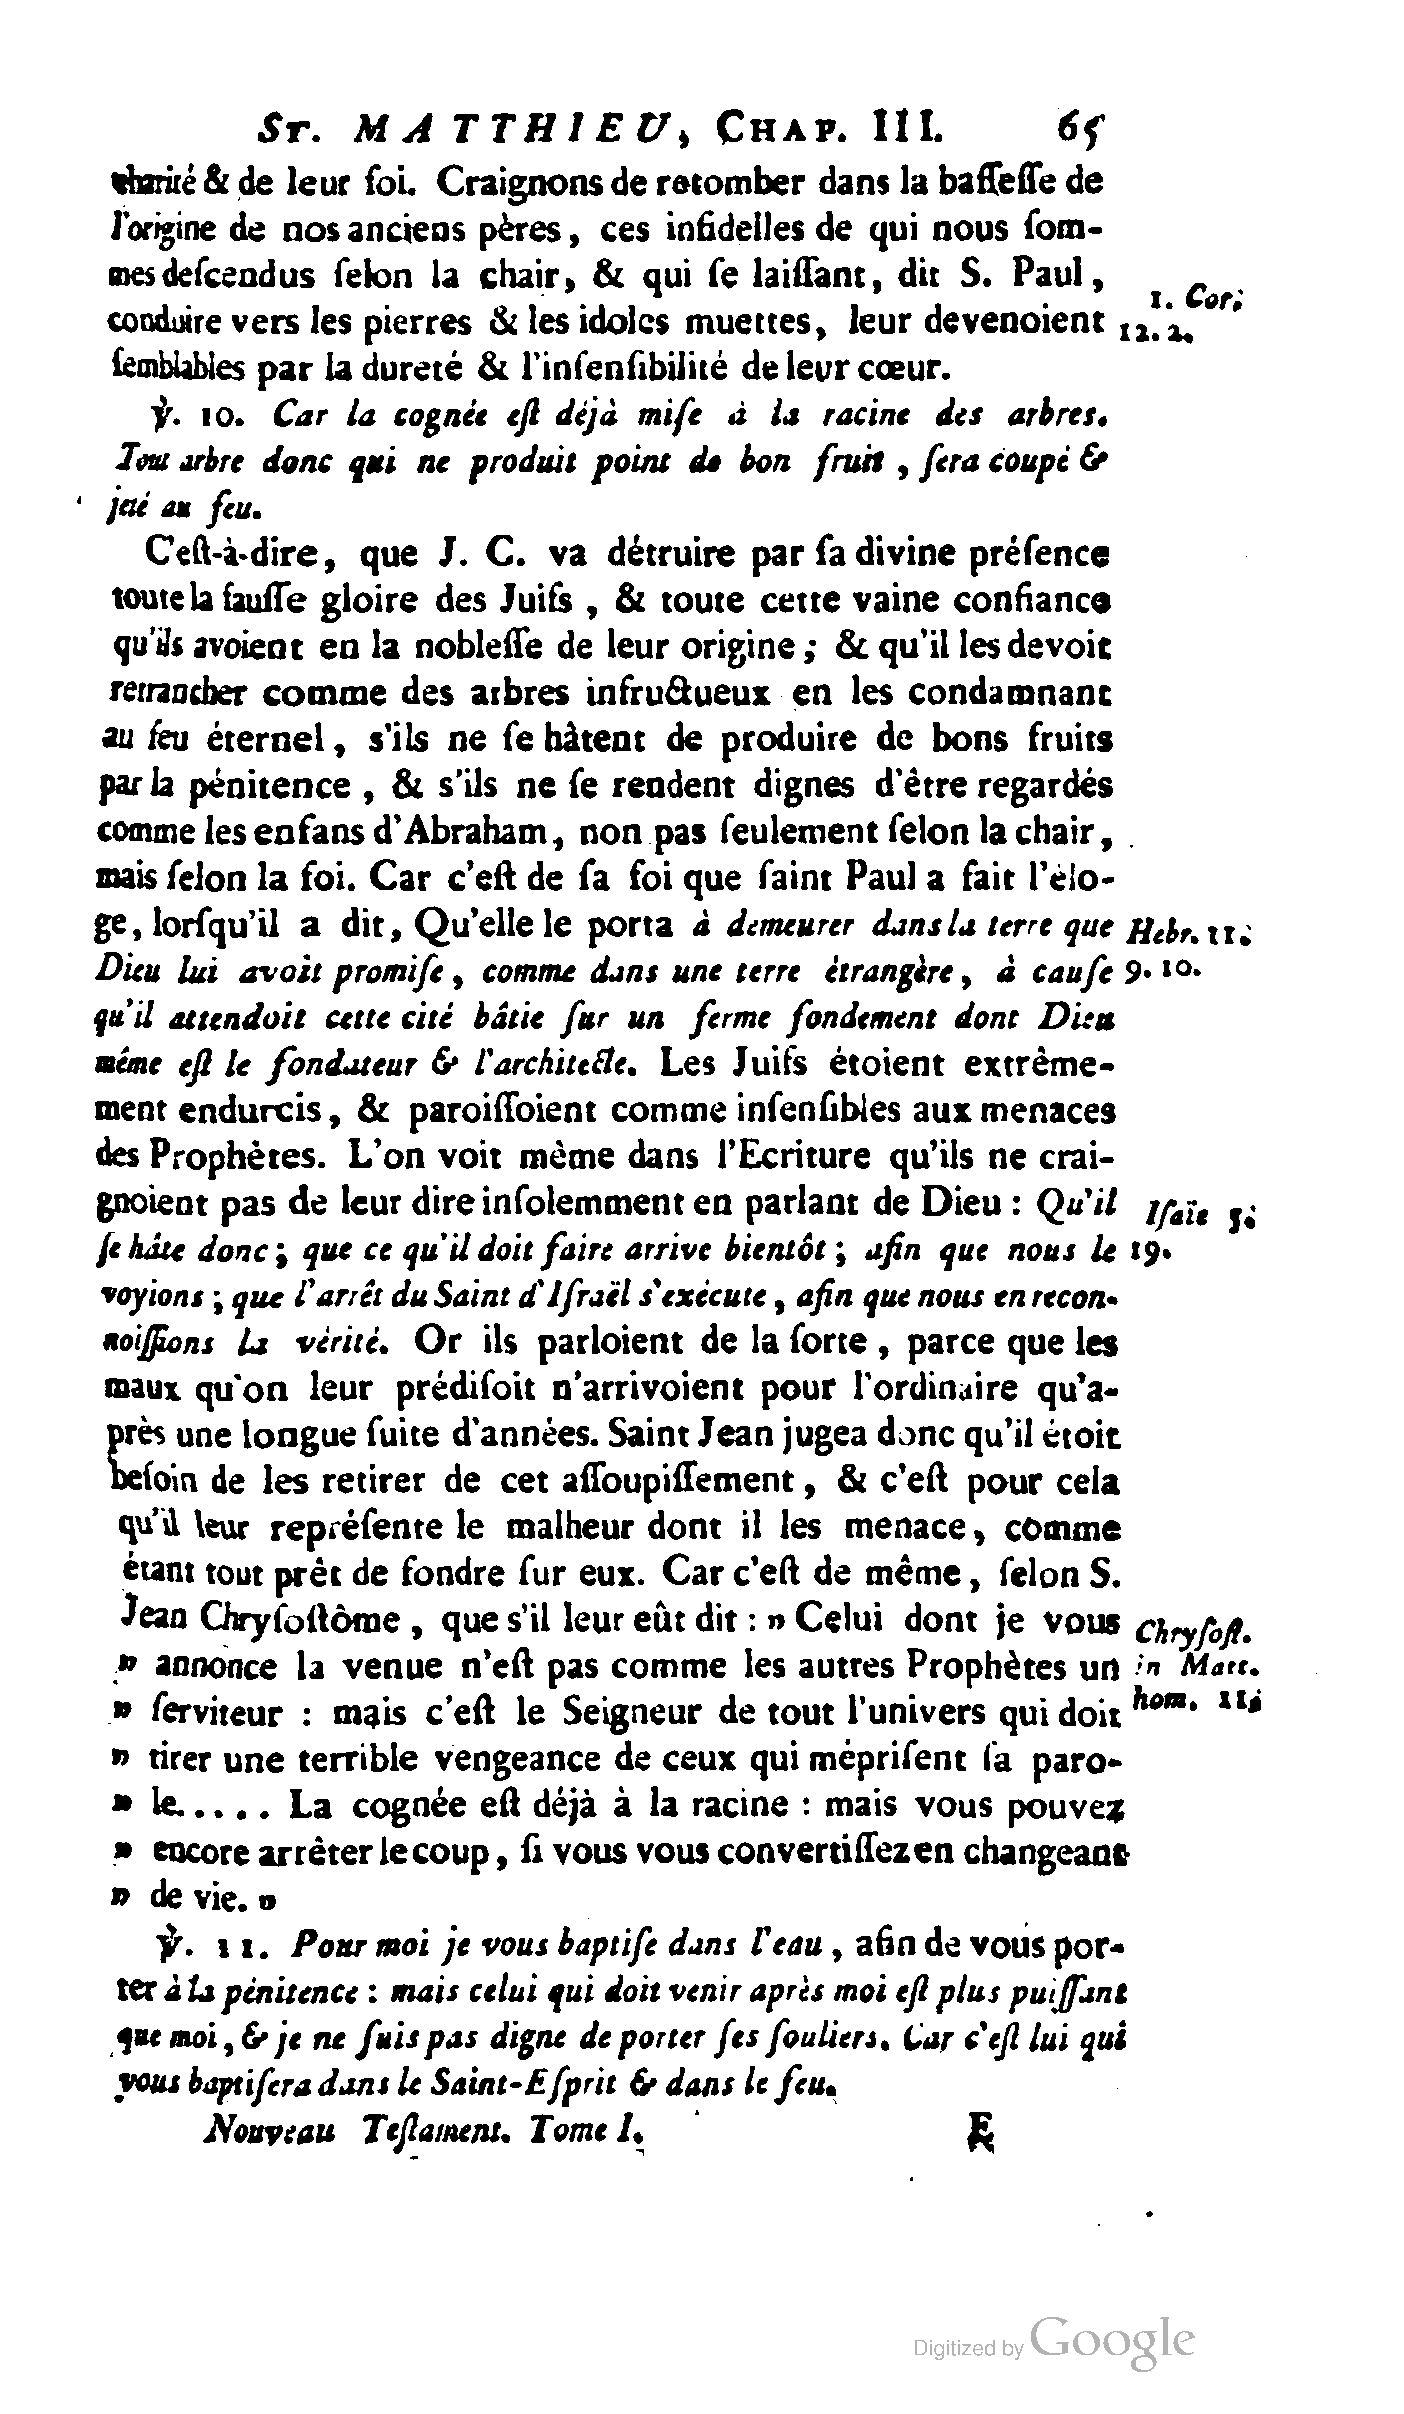 ST. MATTHIEU, CHAP. III. 65
charité & de leur foi. Craignons de retomber dans la baſſeſſe de
l'origine de nos anciens pères, ces infidelles de qui nous ſom-
mes deſcendus ſelon la chair, & qui ſe laiſſant, dit S. Paul,
1. Cor.
conduire vers les pierres & les idoles muettes, leur devenoient
12. 2.
ſemblables par la dureté & l'inſenſibilité de leur cœur.
℣. 10. Car la cognée eſt déjà miſe à la racine des arbres.
Tout arbre donc qui ne produit point de bon fruit, ſera coupé &
jeté au feu.
C'eſt-à-dire, que J. C. va détruire par ſa divine préſence
toute la fauſſe gloire des Juifs, & toute cette vaine confiance
qu'ils avoient en la nobleſſe de leur origine; & qu'il les devoit
retrancher comme des arbres infructueux en les condamnant
au feu éternel, s'ils ne ſe hâtent de produire de bons fruits
par la pénitence, & s'ils ne ſe rendent dignes d'être regardés
comme les enfans d'Abraham, non pas ſeulement ſelon la chair,
mais ſelon la foi. Car c'eſt de ſa foi que ſaint Paul a fait l'élo-
ge, lorſqu'il a dit, Qu'elle le porta à demeurer dans la terre que
Hebr. 11.
Dieu lui avoit promiſe, comme dans une terre étrangère, à cauſe
9. 10.
qu'il attendoit cette cité bâtie ſur un ferme fondement dont Dieu
même eſt le fondateur & l'architecte. Les Juifs étoient extrême-
ment endurcis, & paroiſſoient comme inſenſibles aux menaces
des Prophètes. L'on voit même dans l'Ecriture qu'ils ne crai-
gnoient pas de leur dire inſolemment en parlant de Dieu : Qu'il
Iſaïe 5.
ſe hâte donc; que ce qu'il doit faire arrive bientôt; afin que nous le
19.
voyions; que l'arrêt du Saint d'Iſraël s'exécute, afin que nous en recon-
noiſſions la vérité. Or ils parloient de la ſorte, parce que les
maux qu'on leur prédiſoit n'arrivoient pour l'ordinaire qu'a-
près une longue ſuite d'années. Saint Jean jugea donc qu'il étoit
beſoin de les retirer de cet aſſoupiſſement, & c'eſt pour cela
qu'il leur repréſente le malheur dont il les menace, comme
étant tout prêt de fondre ſur eux. Car c'eſt de même, ſelon S.
Jean Chryſoſtôme, que s'il leur eût dit : » Celui dont je vous
Chryſoſt.
» annonce la venue n'eſt pas comme les autres Prophètes un
in Matt.
» ſerviteur : mais c'eſt le Seigneur de tout l'univers qui doit
hom. 11.
» tirer une terrible vengeance de ceux qui mépriſent ſa paro-
» le..... La cognée eſt déjà à la racine : mais vous pouvez
» encore arrêter le coup, ſi vous vous convertiſſez en changeant
» de vie. »
℣. 11. Pour moi je vous baptiſe dans l'eau, afin de vous por-
ter à la pénitence : mais celui qui doit venir après moi eſt plus puiſſant
que moi, & je ne ſuis pas digne de porter ſes ſouliers. Car c'eſt lui qui
vous baptiſera dans le Saint-Eſprit & dans le feu.
Nouveau Teſtament. Tome I. E
Digitized by Google